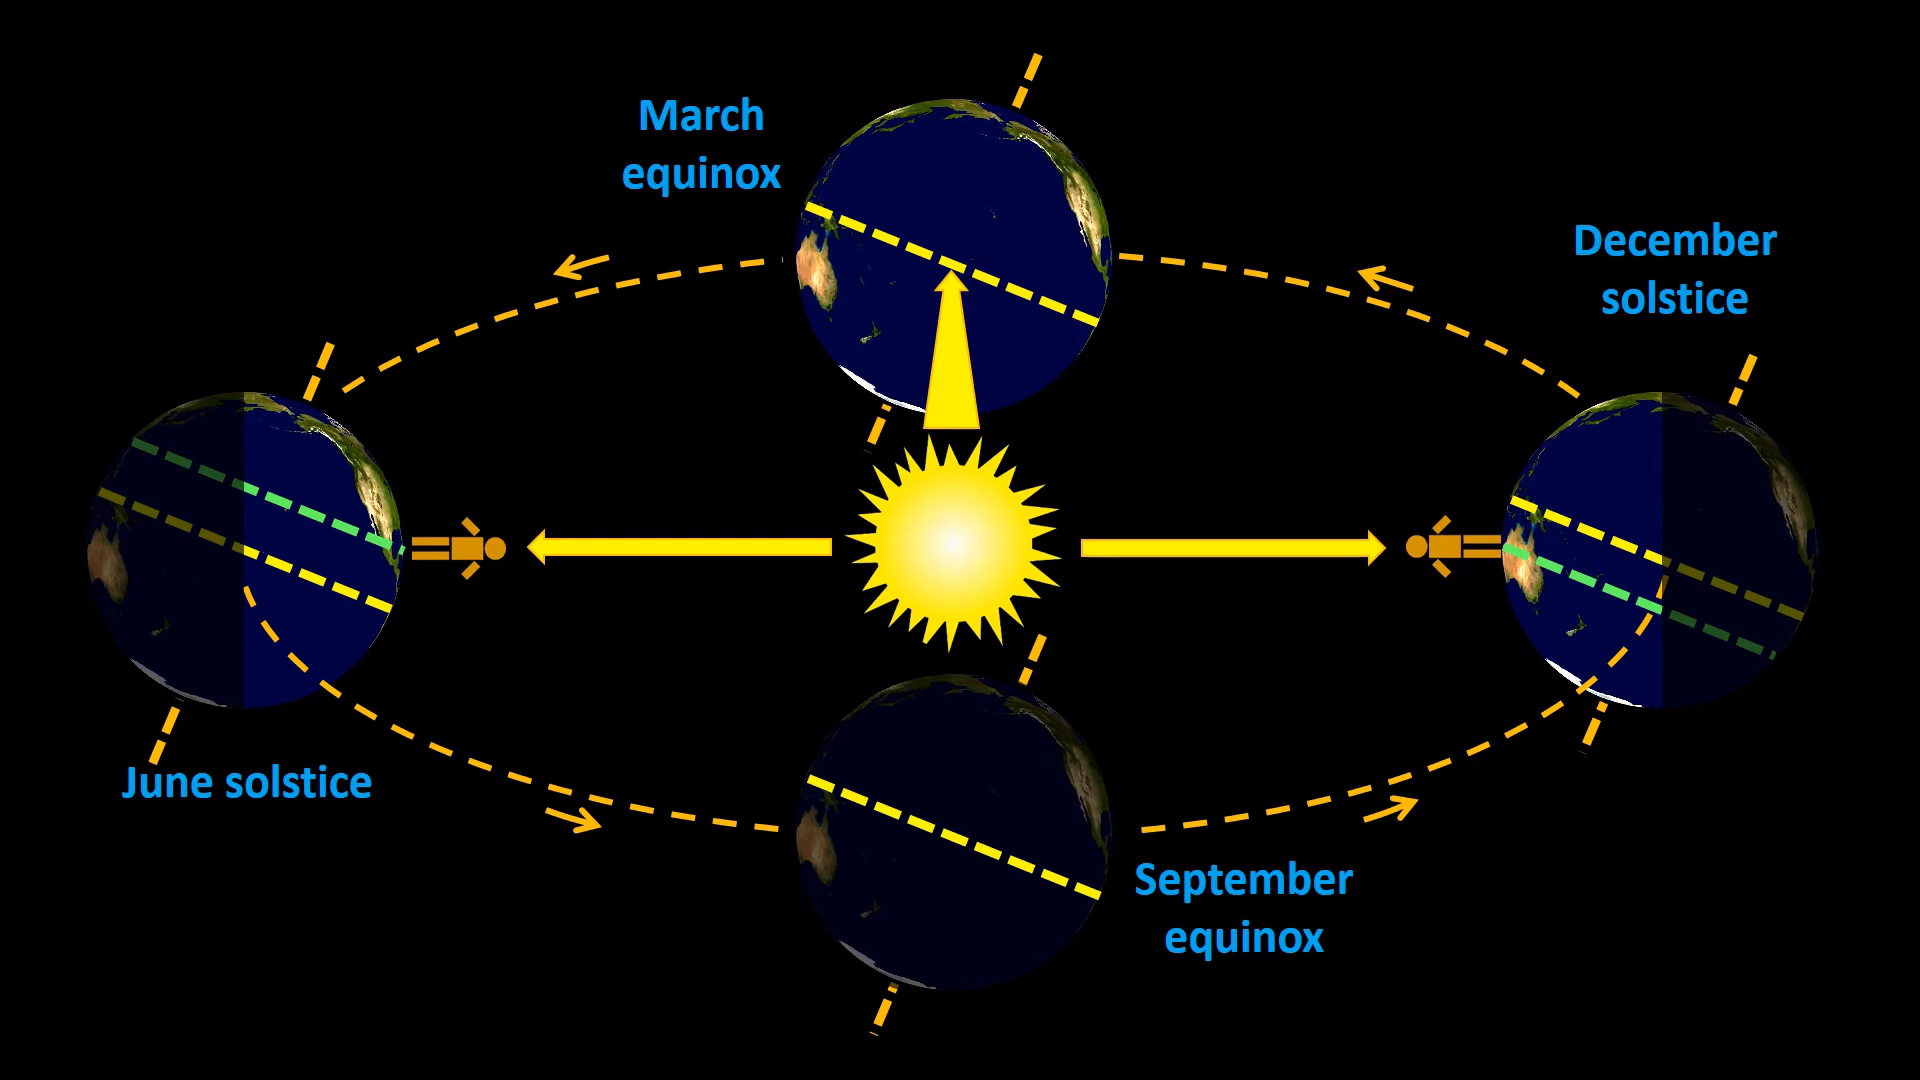 March
equinox
December
solstice
June solstice
September
equinox